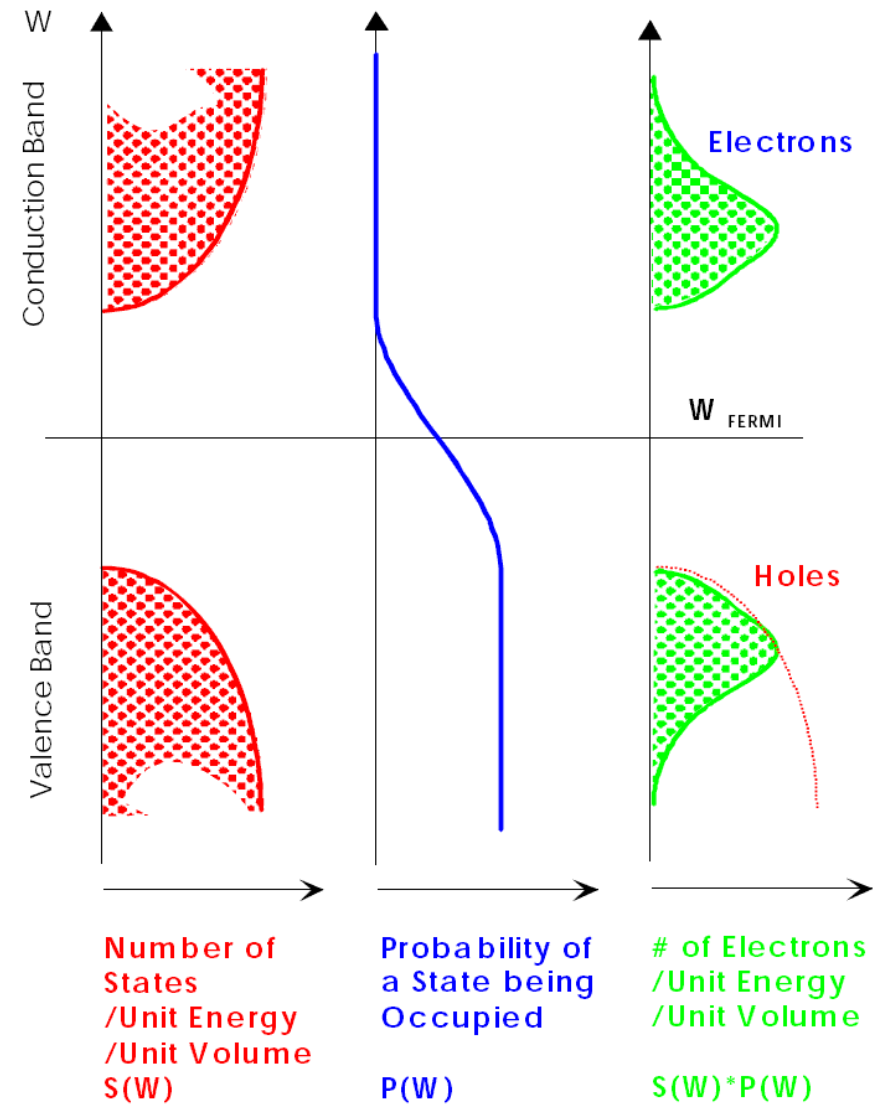 W
Conduction Band
Electrons
W FERMI
Valence Band
Holes
Number of
States
/Unit Energy
/Unit Volume
S(W)
Probability of
a State being
Occupied
P(W)
# of Electrons
/Unit Energy
/Unit Volume
S(W)*P(W)